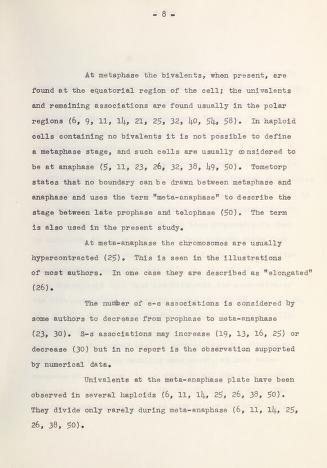 - 8 -
At metaphase the bivalents, when present, are
found at the equatorial region of the cell; the univalents
and remaining associations are found usually in the polar
regions (6, 9, 11, 14, 21, 25, 32, 40, 54, 58). In haploid
cells containing no bivalents it is not possible to define
a metaphase stage, and such cells are usually considered to
be at anaphase (5, 11, 23, 26, 32, 38, 49, 50). Tometorp
states that no boundary can be drawn between metaphase and
anaphase and uses the term "meta-anaphase" to describe the
stage between late prophase and telophase (50). The term
is also used in the present study.
At meta-anaphase the chromosomes are usually
hypercontracted (25). This is seen in the illustrations
of most authors. In one case they are described as "elongated"
(26).
The number of e-e associations is considered by
some authors to decrease from prophase to meta-anaphase
(23, 30). S-s associations may increase (19, 13, 16, 25) or
decrease (30) but in no report is the observation supported
by numerical data.
Univalents at the meta-anaphase plate have been
observed in several haploids (6, 11, 14, 25, 26, 38, 50).
They divide only rarely during meta-anaphase (6, 11, 14, 25,
26, 38, 50).